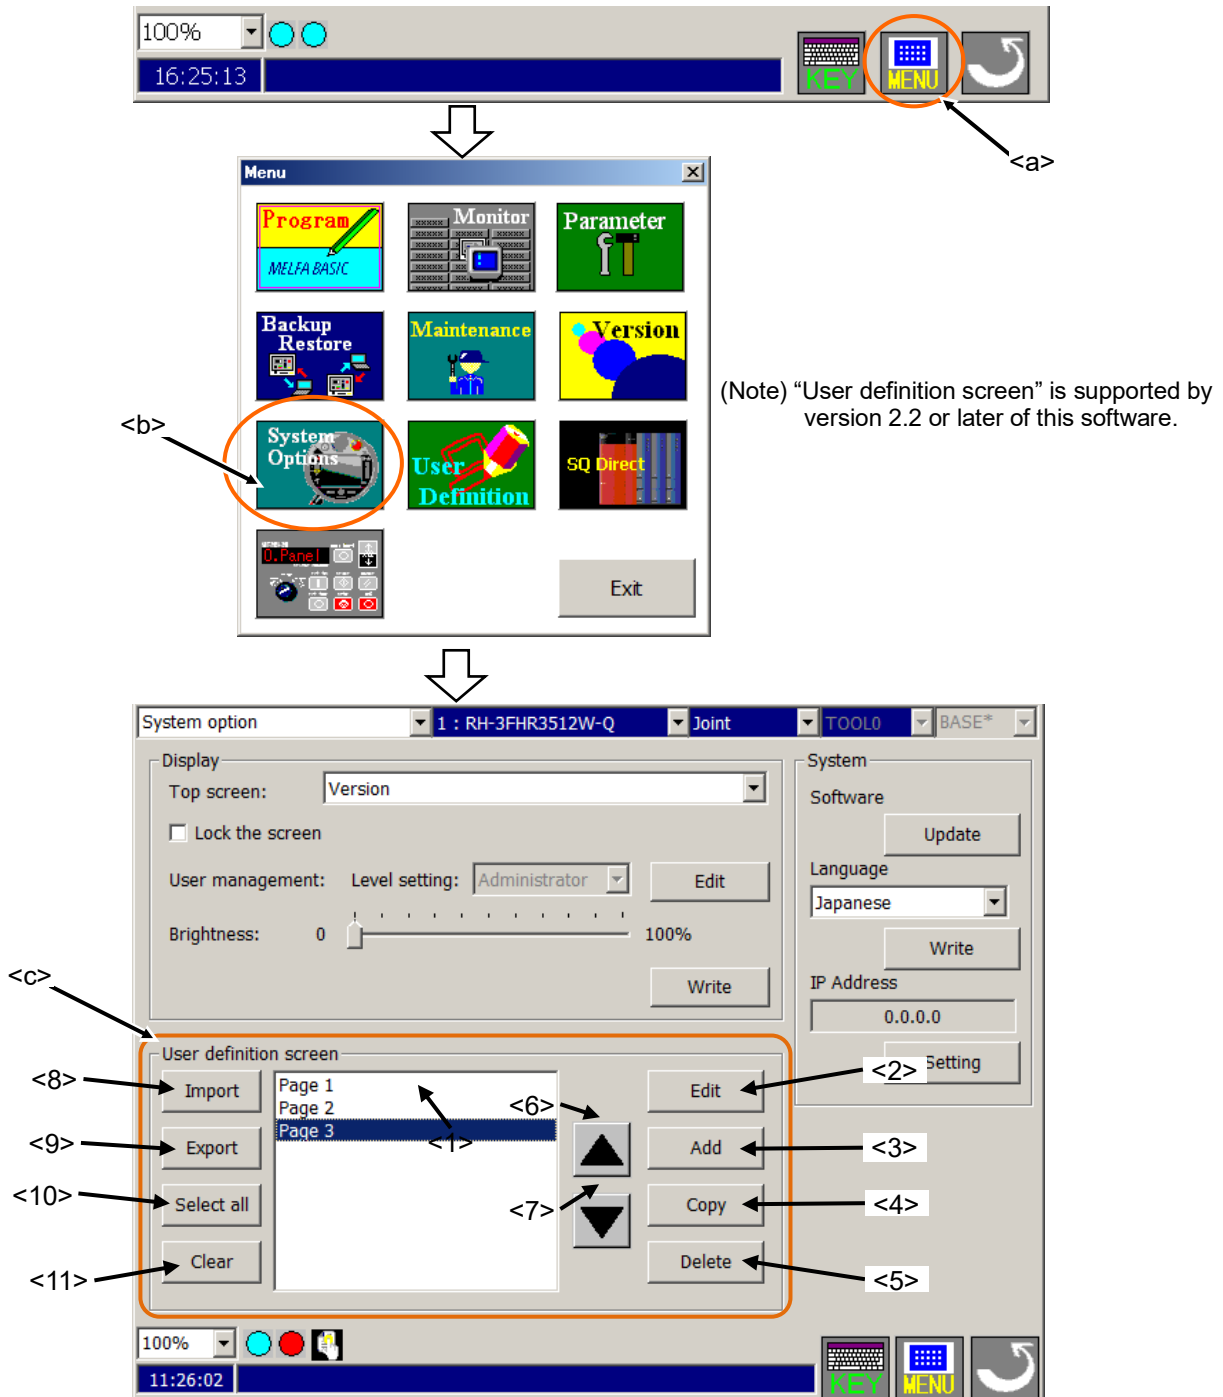 100%
16:25:13
KEY
MENU
<a>
Menu
Program
MELFA BASIC
Monitor
Parameter
Backup
Restore
Maintenance
Version
(Note) “User definition screen” is supported by
version 2.2 or later of this software.
<b>
System
Options
User
Definition
SQ Direct
O.Panel
Exit
System option
1 : RH-3FHR3512W-Q
Joint
TOOL0
BASE*
Display
Top screen:
Version
Lock the screen
User management:
Level setting:
Administrator
Edit
Brightness:
0
100%
Write
System
Software
Update
Language
Japanese
Write
IP Address
0.0.0.0
Setting
<c>
User definition screen
<8>
Import
Page 1
Page 2
Page 3
<1>
<6>
Edit
<2>
<9>
Export
Add
<3>
<10>
Select all
<7>
Copy
<4>
<11>
Clear
Delete
<5>
100%
11:26:02
KEY
MENU